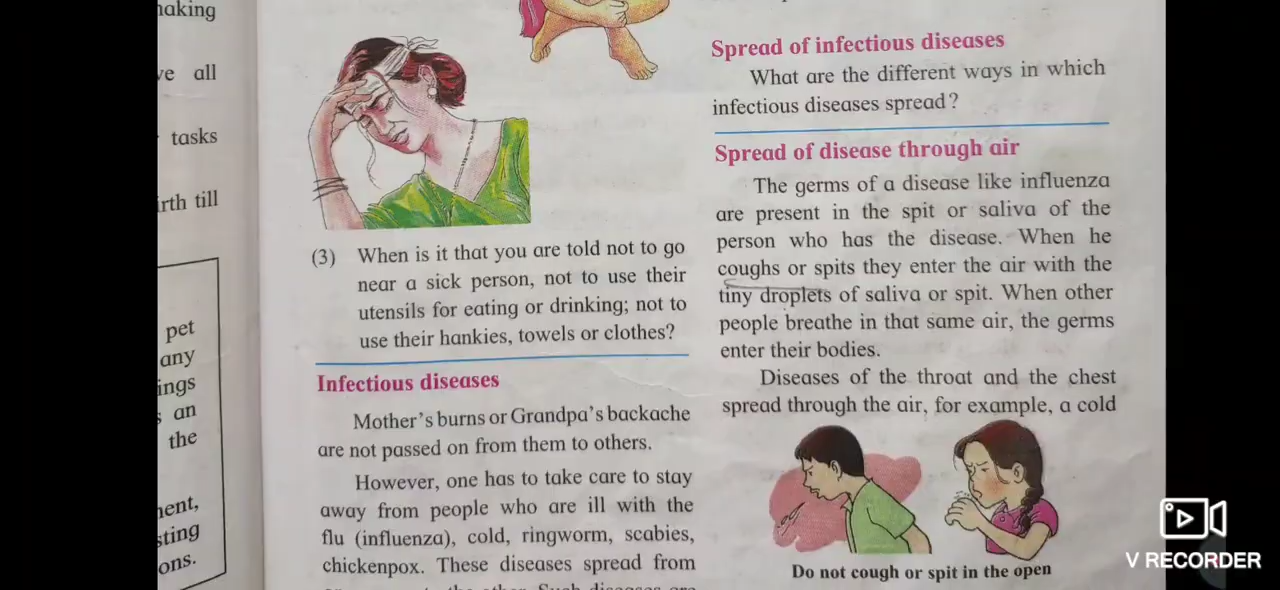 naking
ve all
tasks
irth till
pet
any
ings
s an
the
nent,
sting
ons.
(3) When is it that you are told not to go
near a sick person, not to use their
utensils for eating or drinking; not to
use their hankies, towels or clothes?
Infectious diseases
Mother's burns or Grandpa's backache
are not passed on from them to others.
However, one has to take care to stay
away from people who are ill with the
flu (influenza), cold, ringworm, scabies,
chickenpox. These diseases spread from
Spread of infectious diseases
What are the different ways in which
infectious diseases spread?
Spread of disease through air
The germs of a disease like influenza
are present in the spit or saliva of the
person who has the disease. When he
coughs or spits they enter the air with the
tiny droplets of saliva or spit. When other
people breathe in that same air, the germs
enter their bodies.
Diseases of the throat and the chest
spread through the air, for example, a cold
Do not cough or spit in the open
V RECORDER